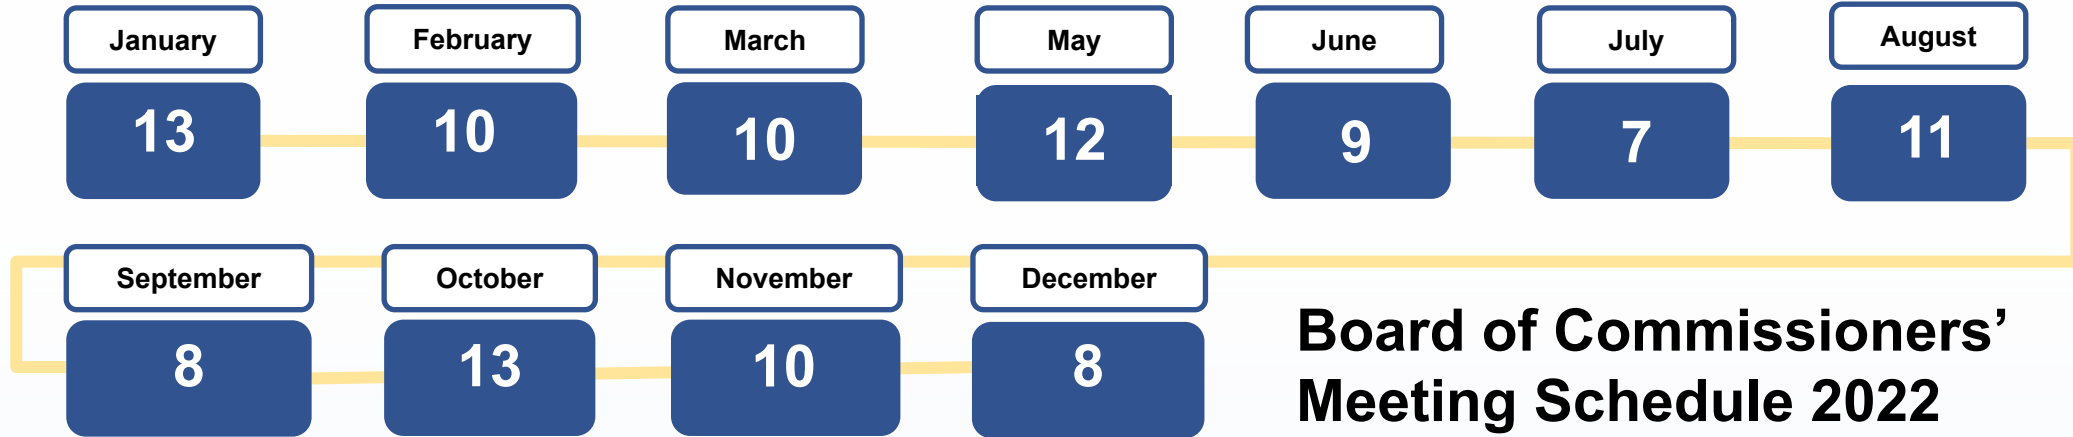 January
13
February
10
March
10
May
12
June
9
July
7
August
11
September
8
October
13
November
10
December
8
Board of Commissioners’
Meeting Schedule 2022